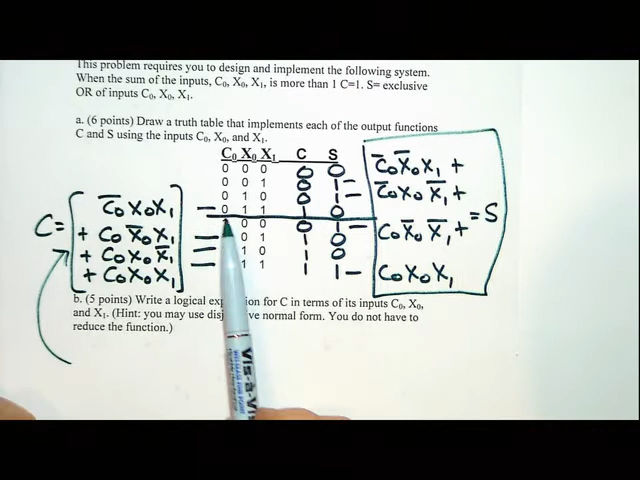 This problem requires you to design and implement the following system.
When the sum of the inputs, C0, X0, X1, is more than 1 C=1. S= exclusive
OR of inputs C0, X0, X1.
a. (6 points) Draw a truth table that implements each of the output functions
C and S using the inputs C0, X0, and X1.
C0 X0 X1 C S
0 0 0 0 0
0 0 1 0 1
0 1 0 0 1
0 1 1 1 0
0 0 0 1
0 1 1 0
1 0 1 0
1 1 1 1
C= [ C̅0X0X1
+ C0X̅0X1
+ C0X0X̅1
+ C0X0X1 ]
C̅0X̅0X1 +
C̅0X0X̅1 +
C0X̅0X̅1 +
C0X0X1
= S
b. (5 points) Write a logical for C in terms of its inputs C0, X0,
and X1. (Hint: you may use normal form. You do not have to
reduce the function.)
Vis-à-Vis